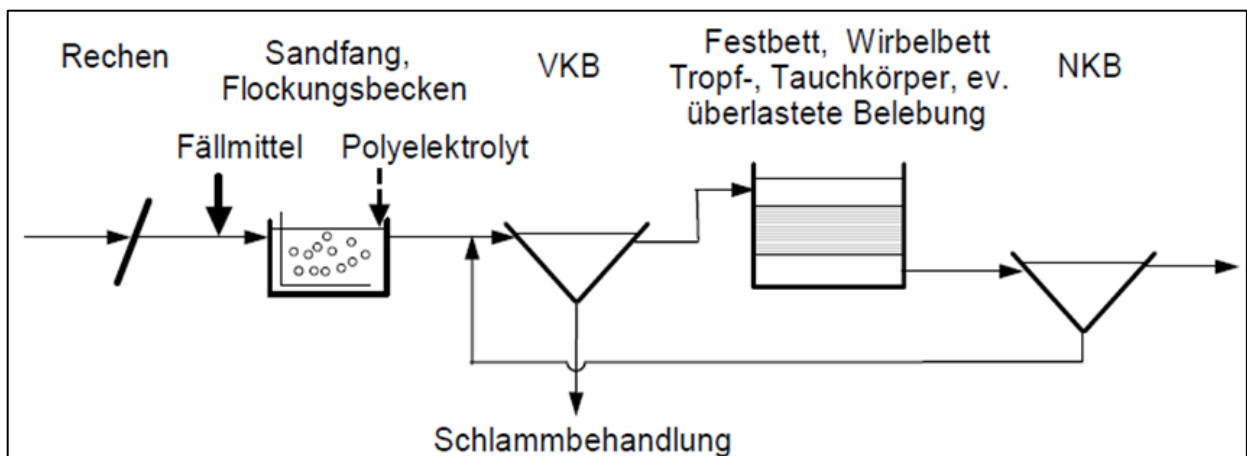 Rechen
Sandfang,
Flockungsbecken
VKB
Festbett, Wirbelbett
Tropf-, Tauchkörper, ev.
überlastete Belebung
NKB
Fällmittel
Polyelektrolyt
Schlammbehandlung